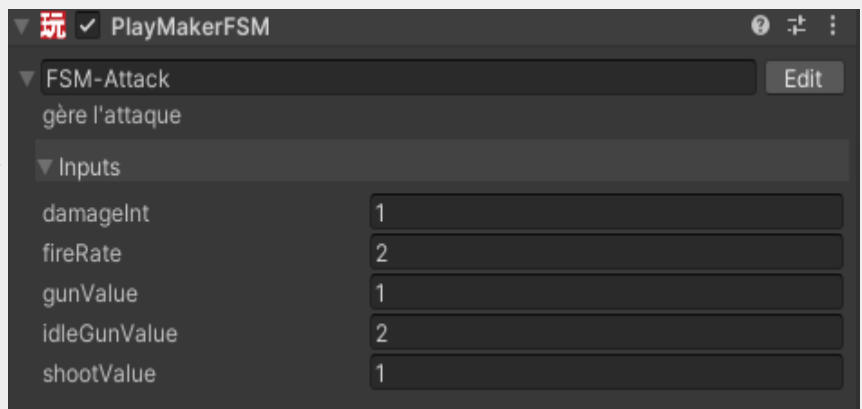 玩 PlayMakerFSM
FSM-Attack Edit
gère l'attaque
Inputs
damageInt 1
fireRate 2
gunValue 1
idleGunValue 2
shootValue 1